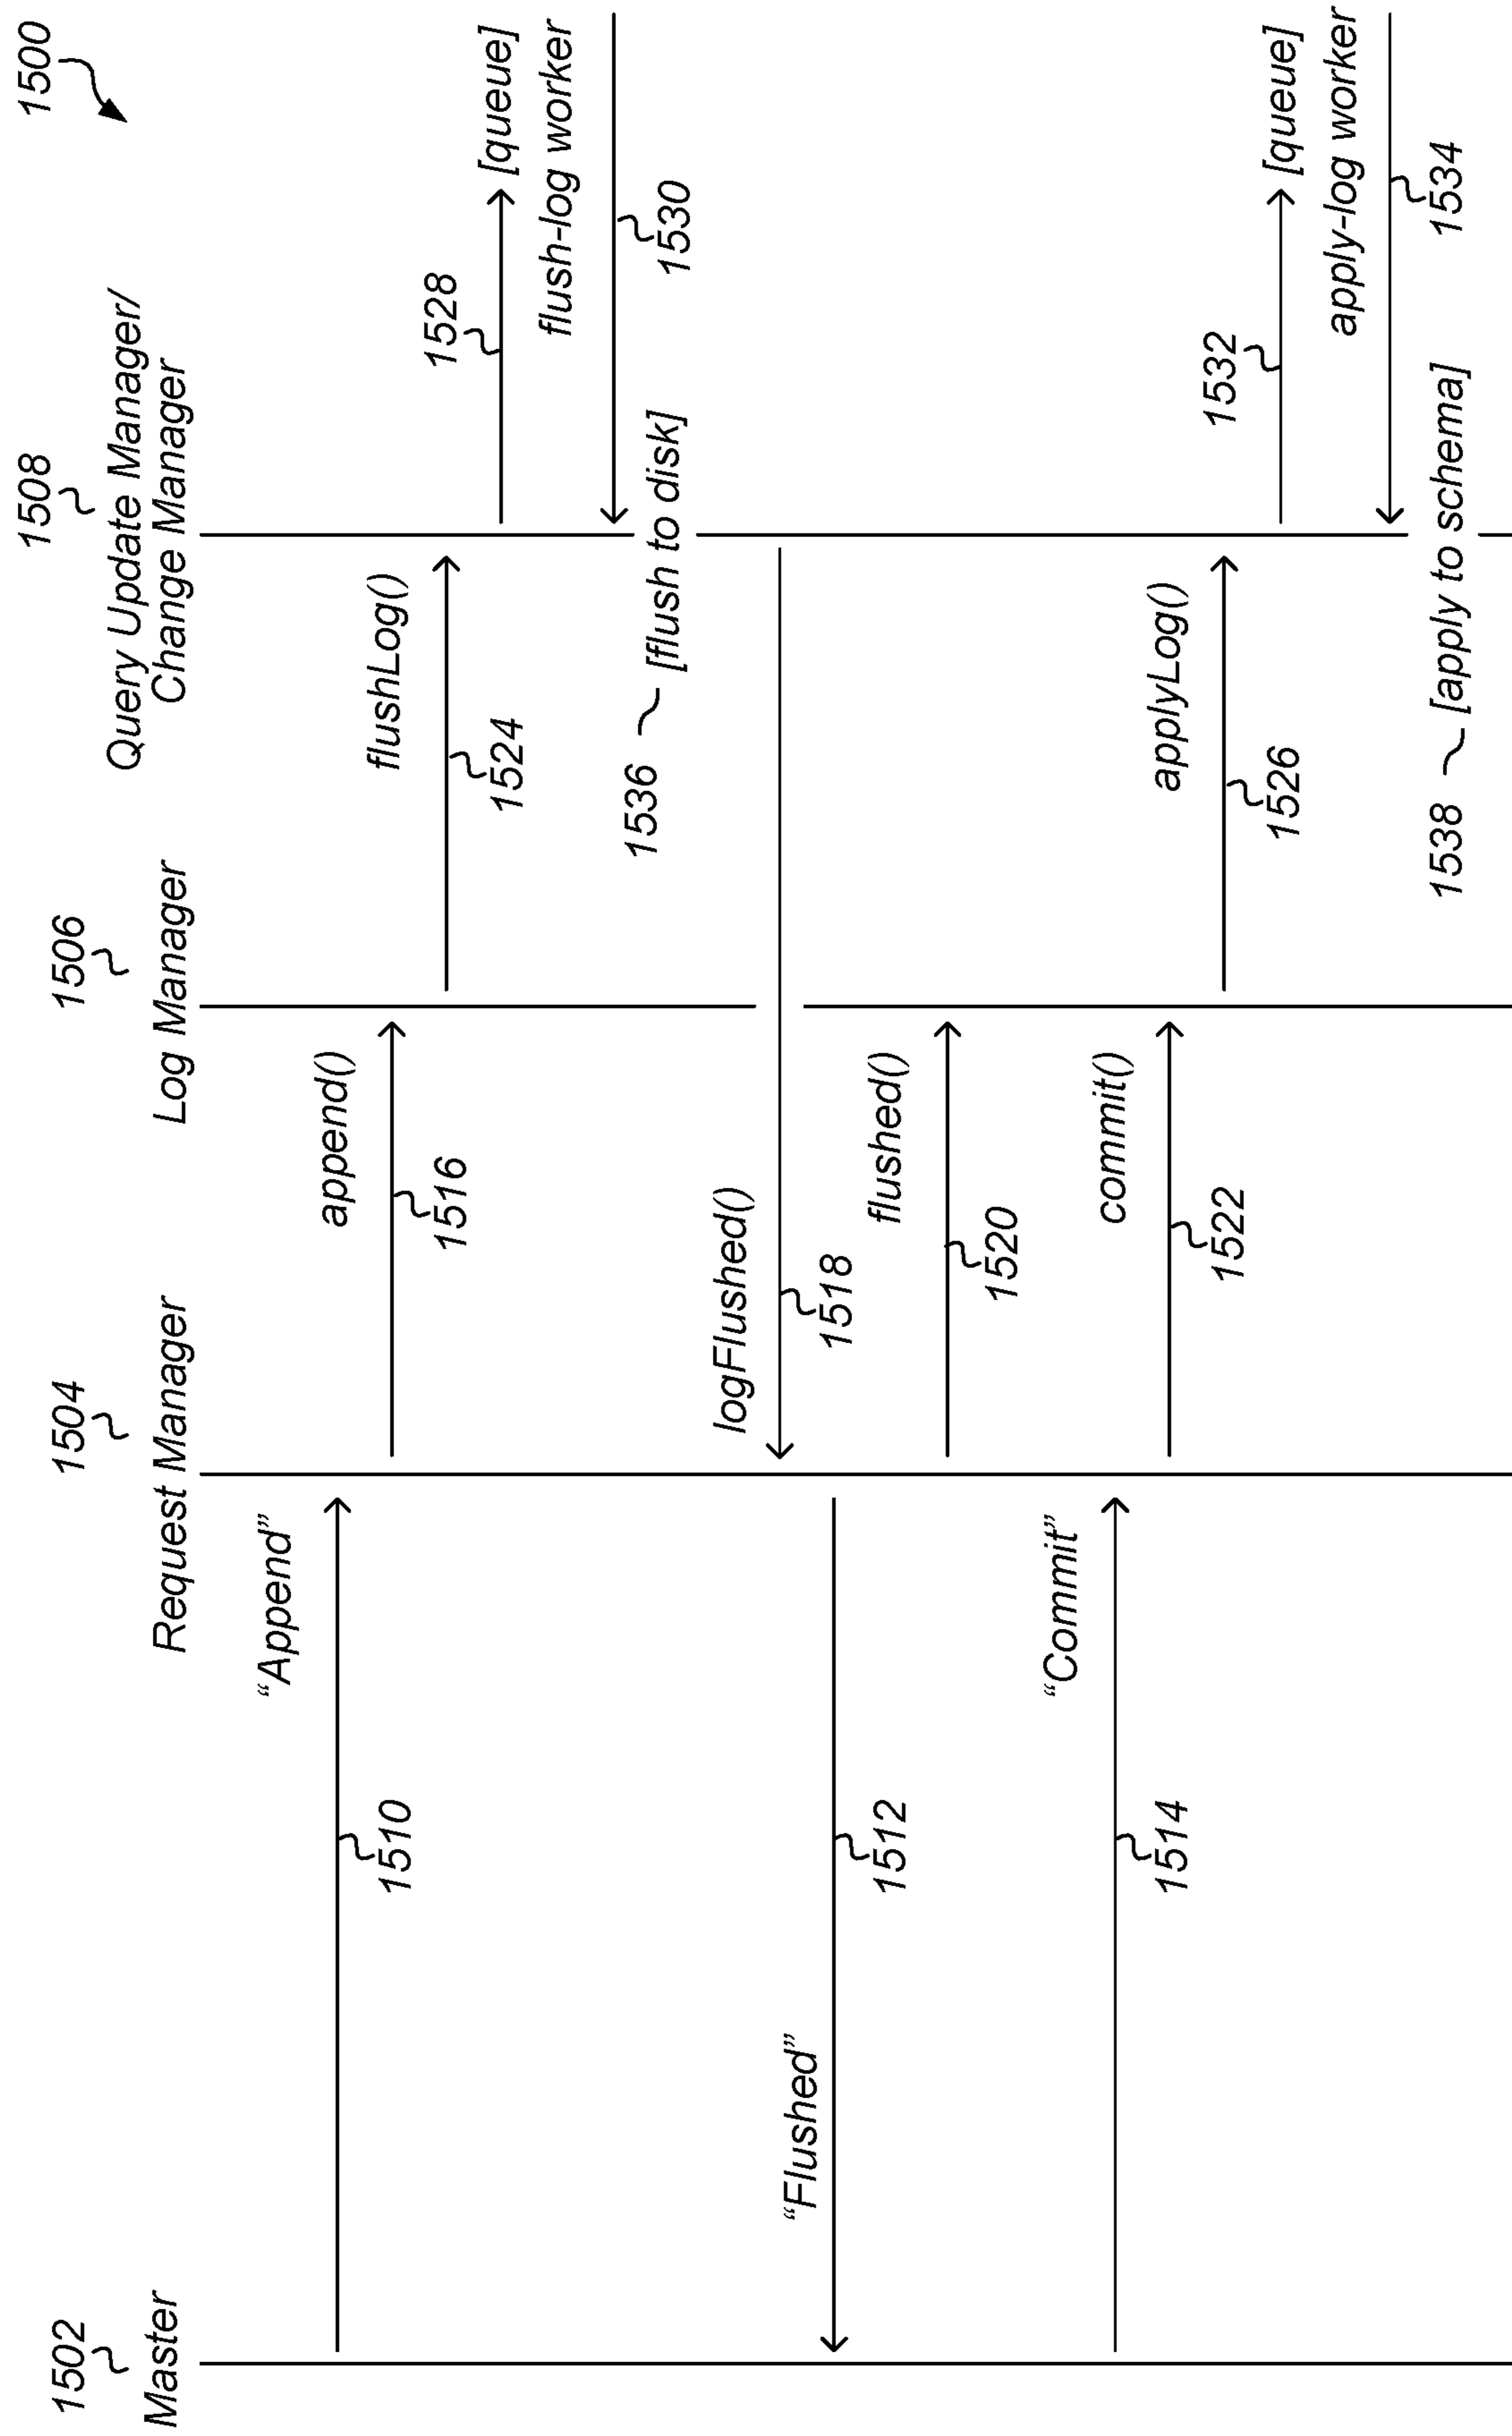 1500
1502
Master
1504
Request Manager
1506
Log Manager
1508
Query Update Manager/
Change Manager
“Append”
1510
append()
1516
flushLog()
1524
1528
[queue]
flush-log worker
1530
1536
[flush to disk]
logFlushed()
1518
“Flushed”
1512
flushed()
1520
“Commit”
1514
commit()
1522
applyLog()
1526
1532
[queue]
apply-log worker
1534
1538
[apply to schema]